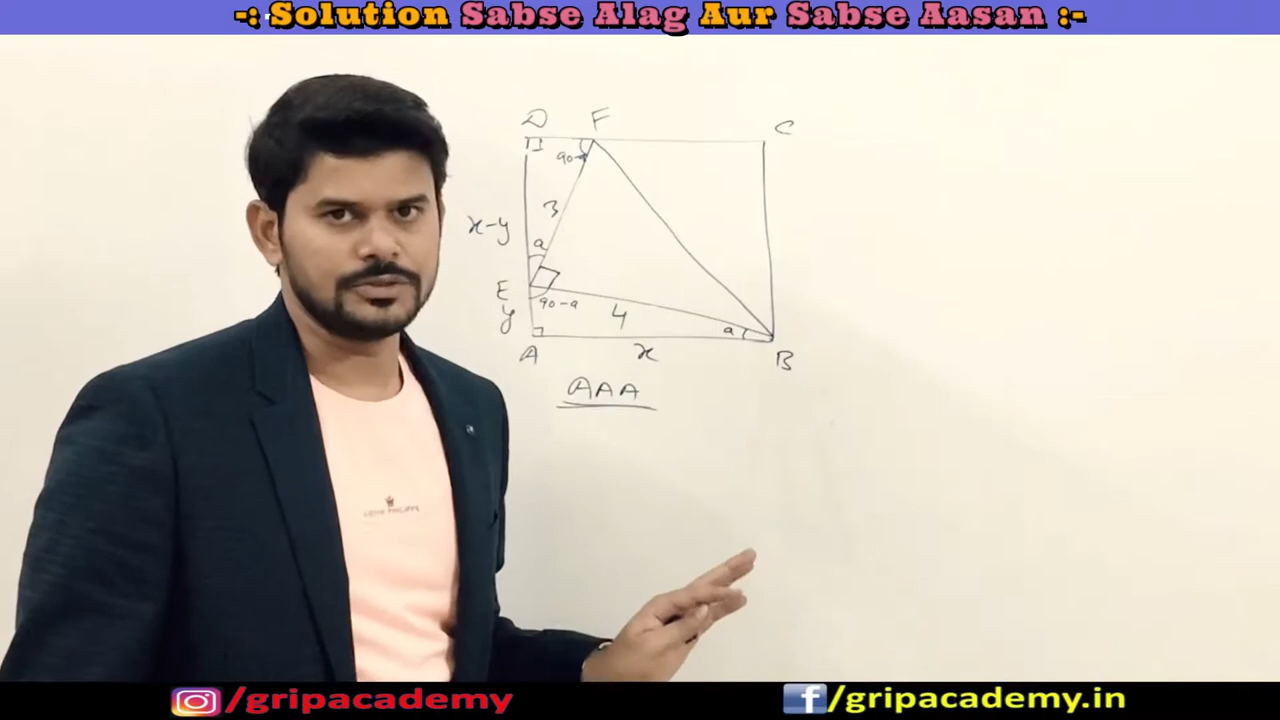 -: Solution Sabse Alag Aur Sabse Aasan :-
D F C
90-a
3
x-y
a
E
90-a
y
4
a
A x B
AAA
/gripacademy
f/gripacademy.in